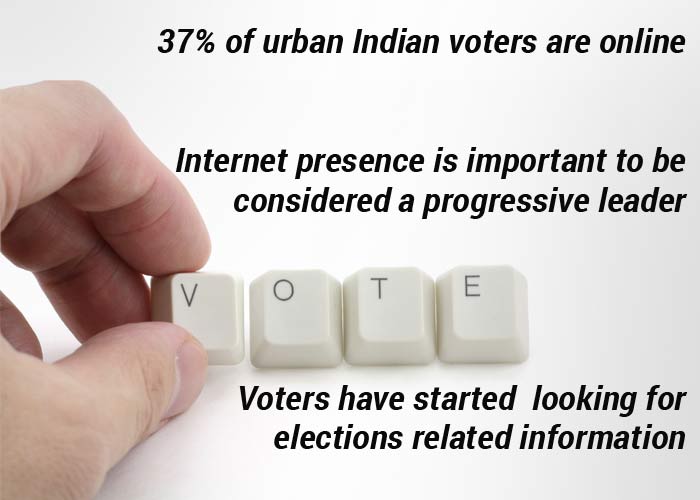 37% of urban Indian voters are online
Internet presence is important to be
considered a progressive leader
V O T E
Voters have started  looking for
elections related information